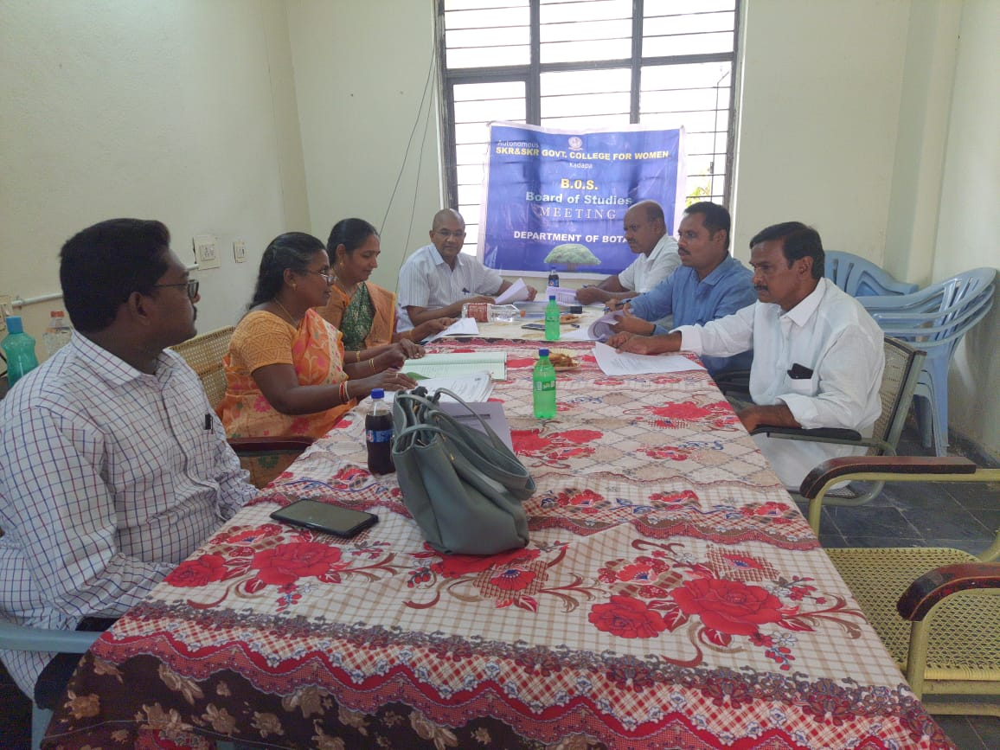 Autonomous
SKR&SKR GOVT. COLLEGE FOR WOMEN
Kadapa
B.O.S.
Board of Studies
MEETING
DEPARTMENT OF BOTA